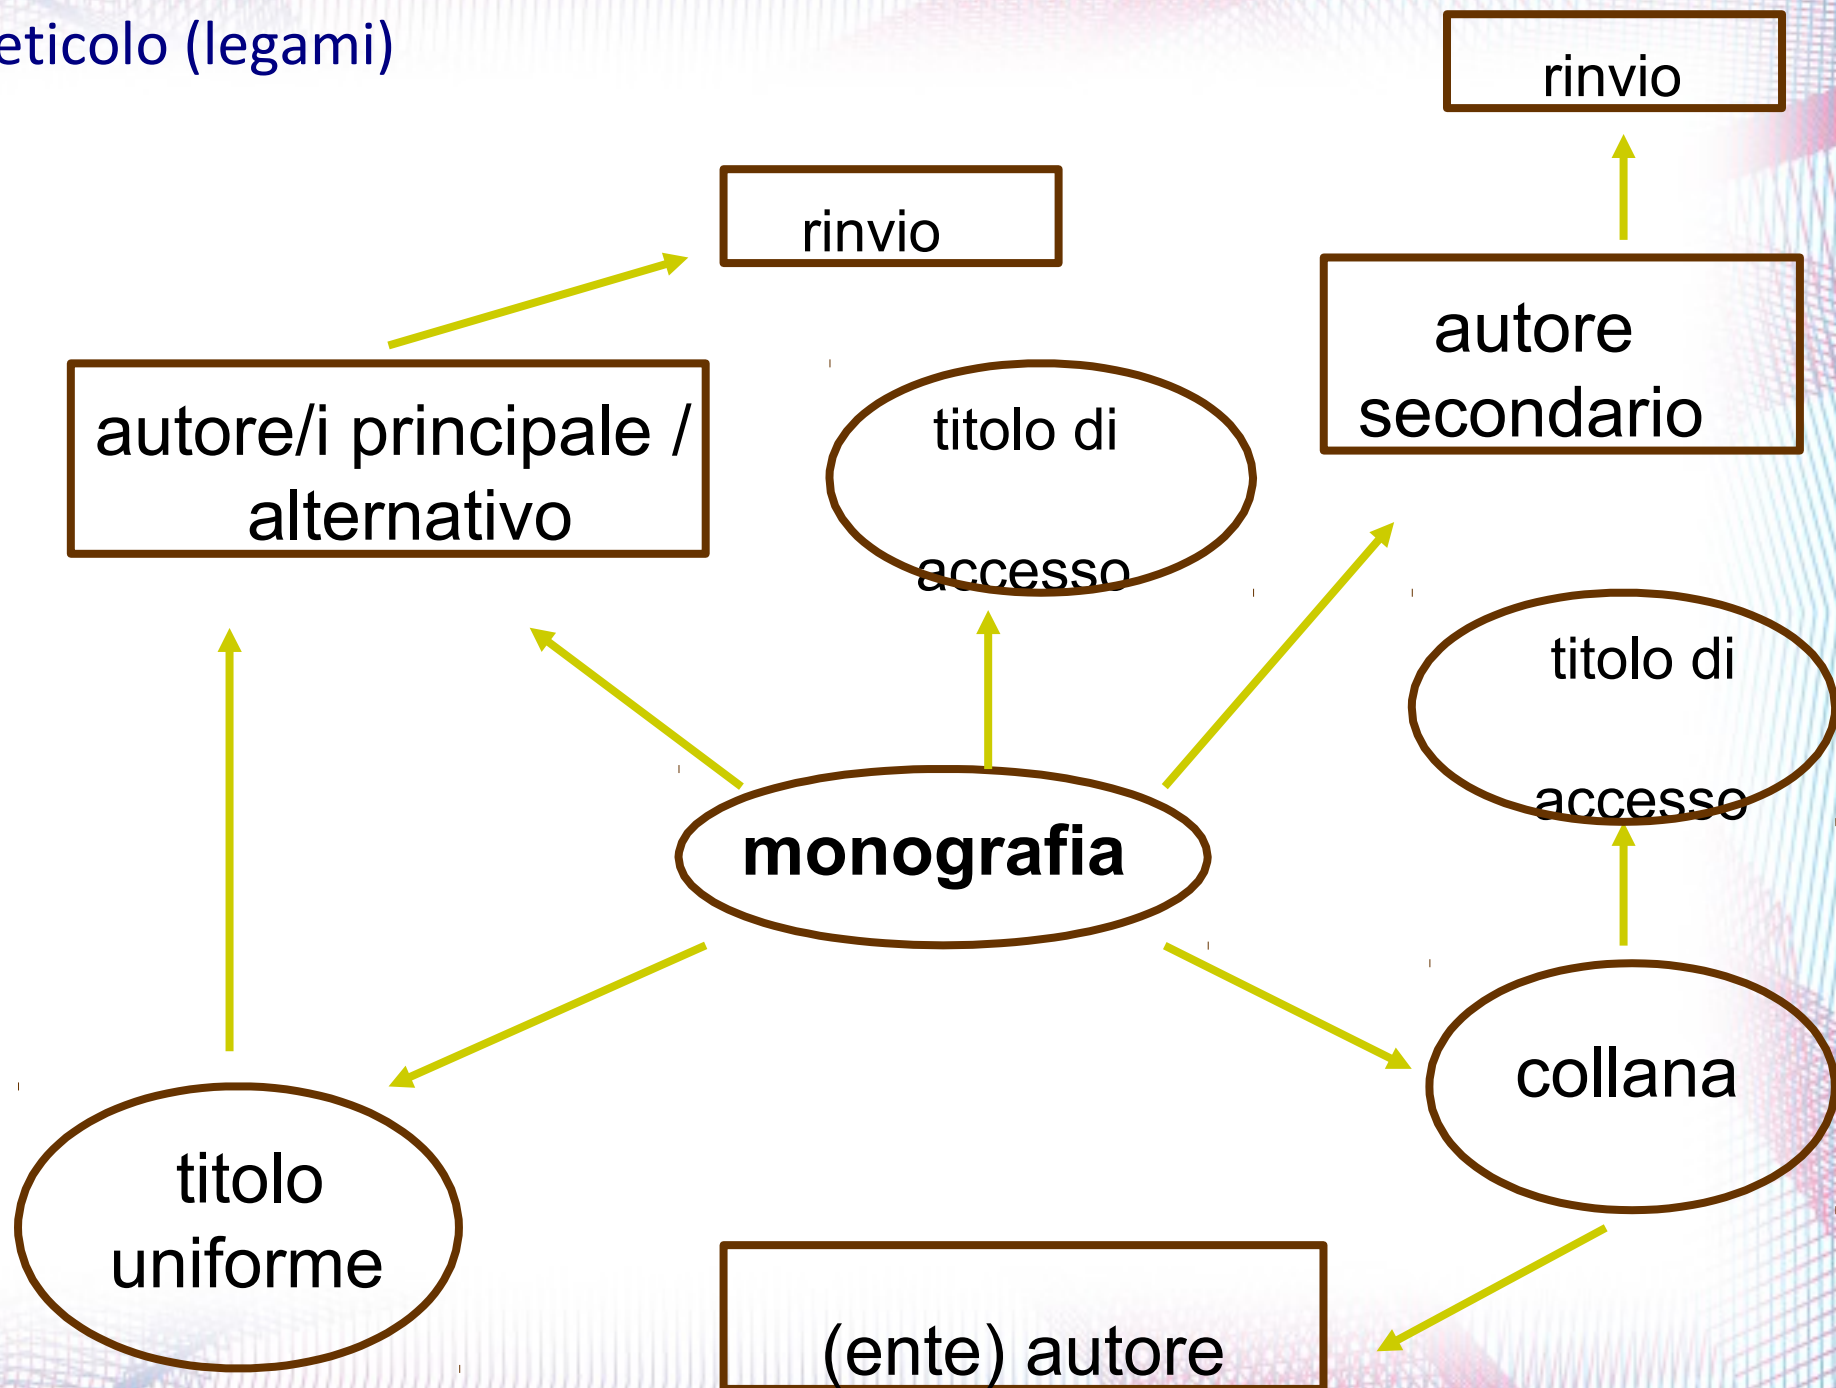 eticolo (legami)
rinvio
rinvio
autore
secondario
autore/i principale /
alternativo
titolo di
accesso
titolo di
accesso
monografia
collana
titolo
uniforme
(ente) autore